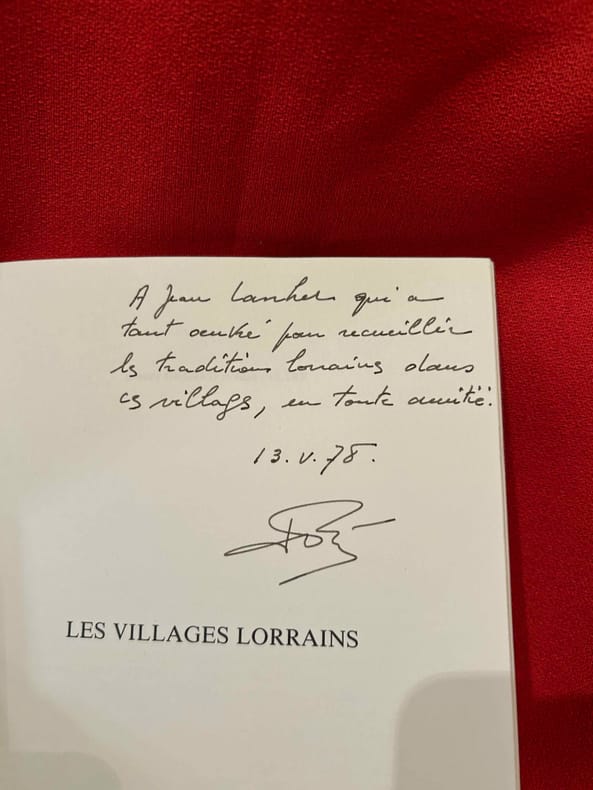 A Jean Lanher qui a
tant œuvré pour recueillir
les traditions lorraines dans
ces villages, en toute amitié.
13.V.78.
LES VILLAGES LORRAINS